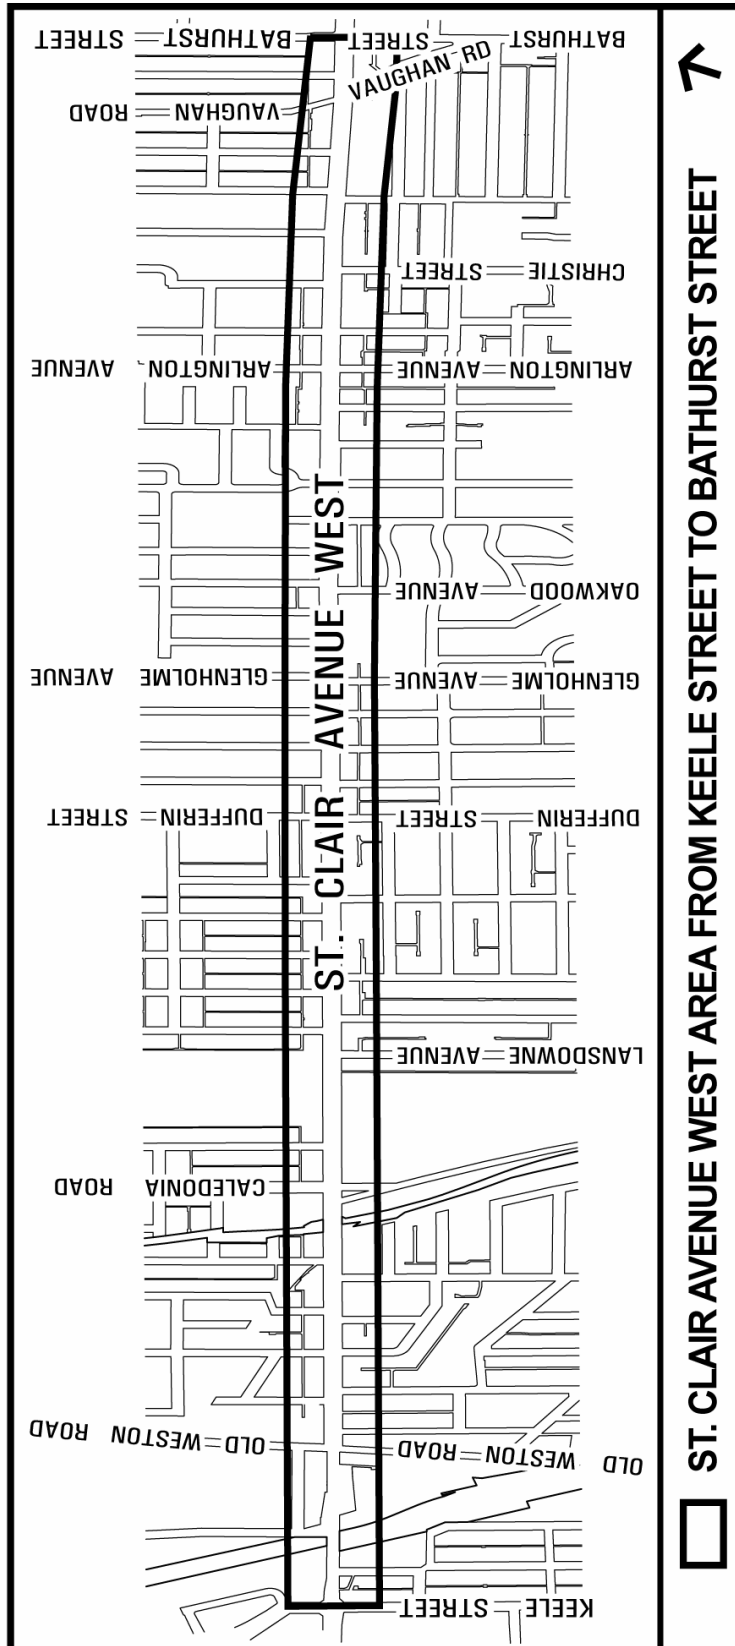 BATHURST STREET
BATHURST STREET
VAUGHAN RD
VAUGHAN ROAD
CHRISTIE STREET
ARLINGTON AVENUE
ARLINGTON AVENUE
OAKWOOD AVENUE
GLENHOLME AVENUE
GLENHOLME AVENUE
DUFFERIN STREET
DUFFERIN STREET
ST. CLAIR AVENUE WEST
LANSDOWNE AVENUE
CALEDONIA ROAD
OLD WESTON ROAD
OLD WESTON ROAD
KEELE STREET
ST. CLAIR AVENUE WEST AREA FROM KEELE STREET TO BATHURST STREET